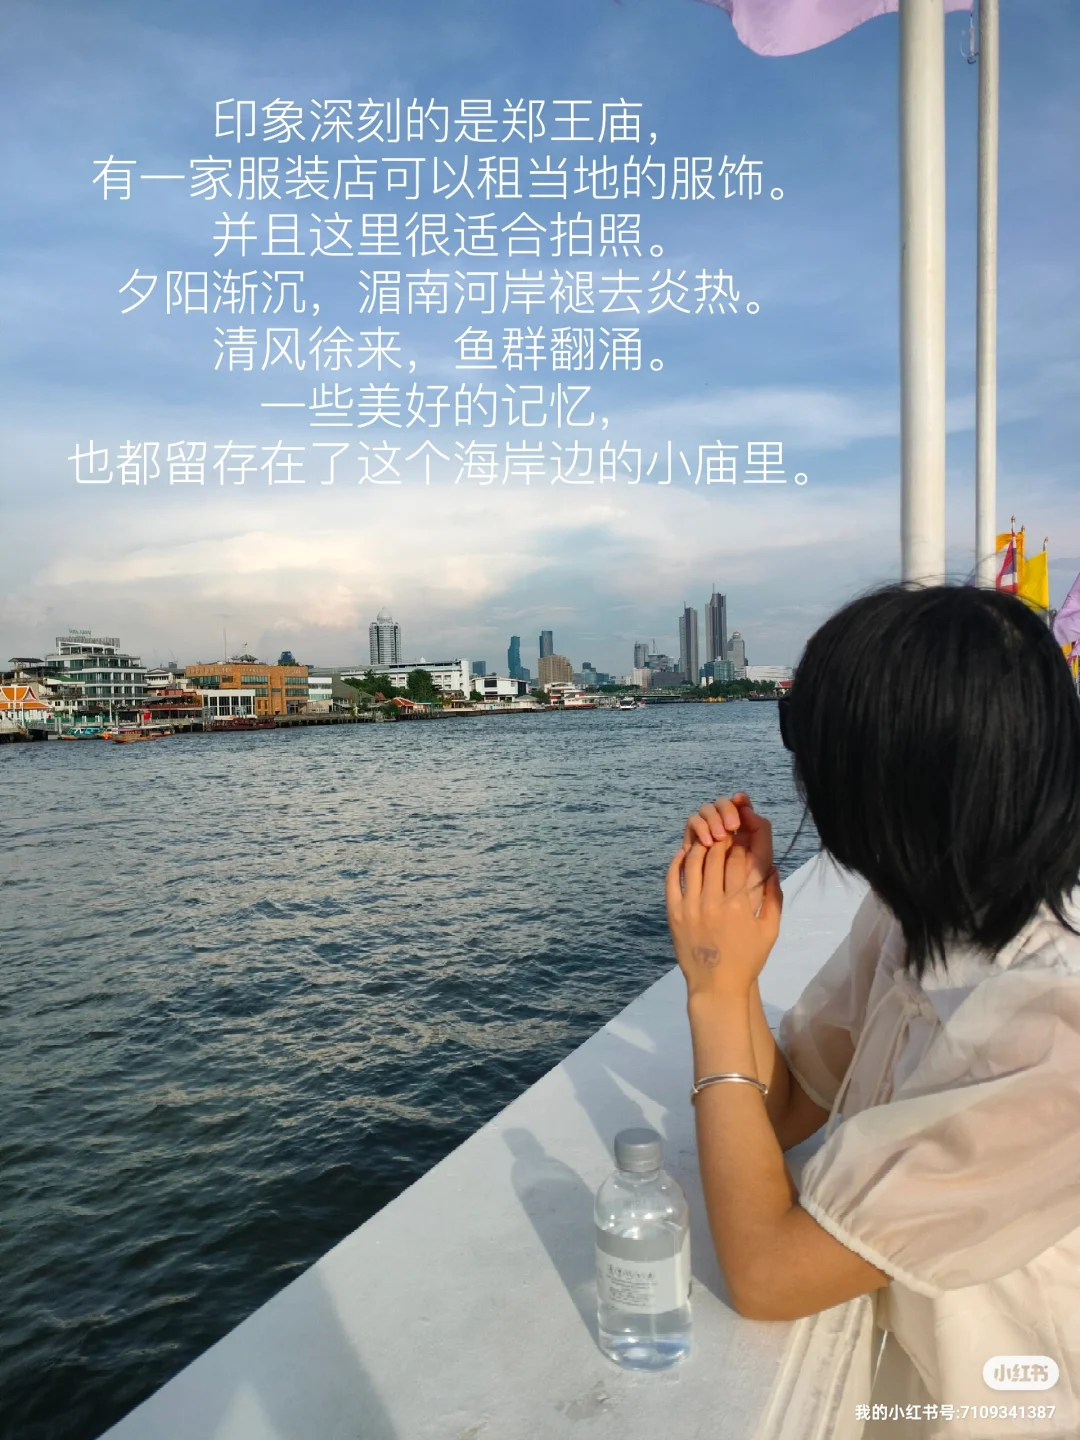 印象深刻的是郑王庙，
有一家服装店可以租当地的服饰。
并且这里很适合拍照。
夕阳渐沉，湄南河岸褪去炎热。
清风徐来，鱼群翻涌。
一些美好的记忆，
也都留存在了这个海岸边的小庙里。
小红书
我的小红书号:7109341387